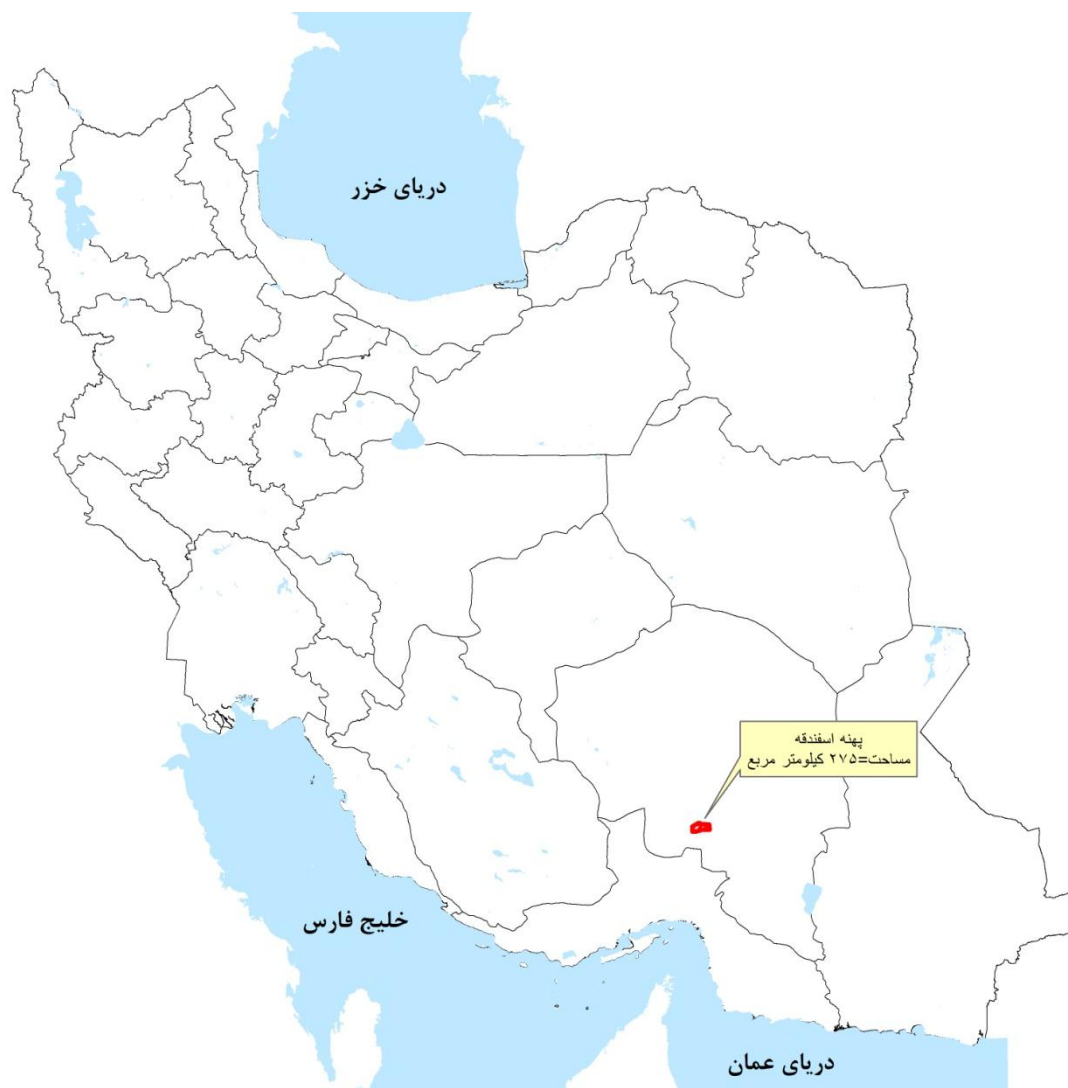 دریای خزر
پهنه اسفندقه
مساحت=۲۷۵ کیلومتر مربع
خلیج فارس
دریای عمان